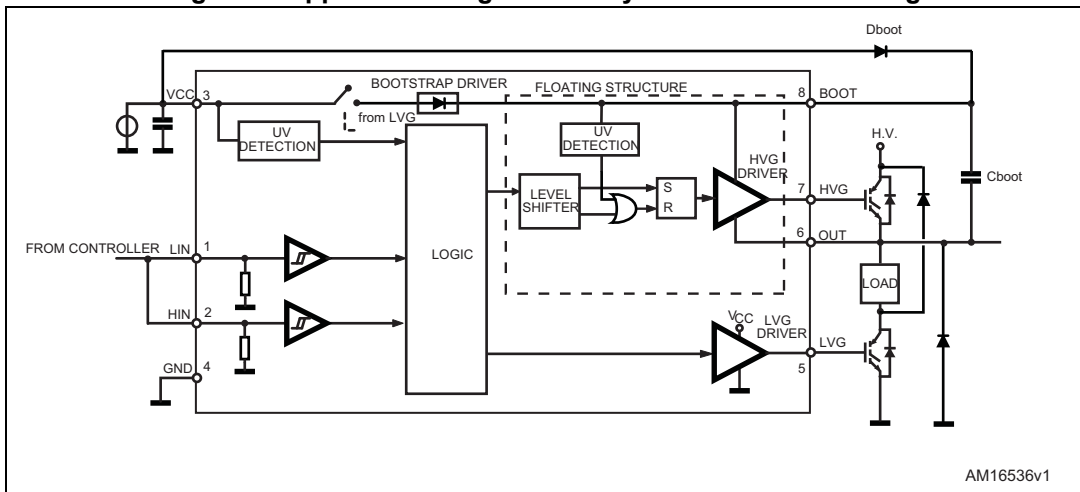 Dboot
VCC 3
BOOTSTRAP DRIVER
FLOATING STRUCTURE
8 BOOT
from LVG
UV
DETECTION
UV
DETECTION
H.V.
HVG
DRIVER
Cboot
7 HVG
LEVEL
SHIFTER
S
R
6 OUT
FROM CONTROLLER LIN 1
LOGIC
LOAD
HIN 2
VCC
LVG
DRIVER
LVG
5
GND 4
AM16536v1